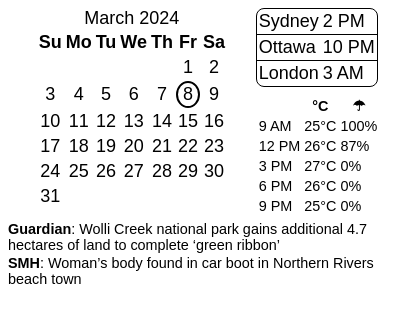 March 2024
Su Mo Tu We Th Fr Sa
1 2
3 4 5 6 7 8 9
10 11 12 13 14 15 16
17 18 19 20 21 22 23
24 25 26 27 28 29 30
31
Sydney 2 PM
Ottawa 10 PM
London 3 AM
°C ☂
9 AM 25°C 100%
12 PM 26°C 87%
3 PM 27°C 0%
6 PM 26°C 0%
9 PM 25°C 0%
Guardian: Wolli Creek national park gains additional 4.7
hectares of land to complete ‘green ribbon’
SMH: Woman’s body found in car boot in Northern Rivers
beach town